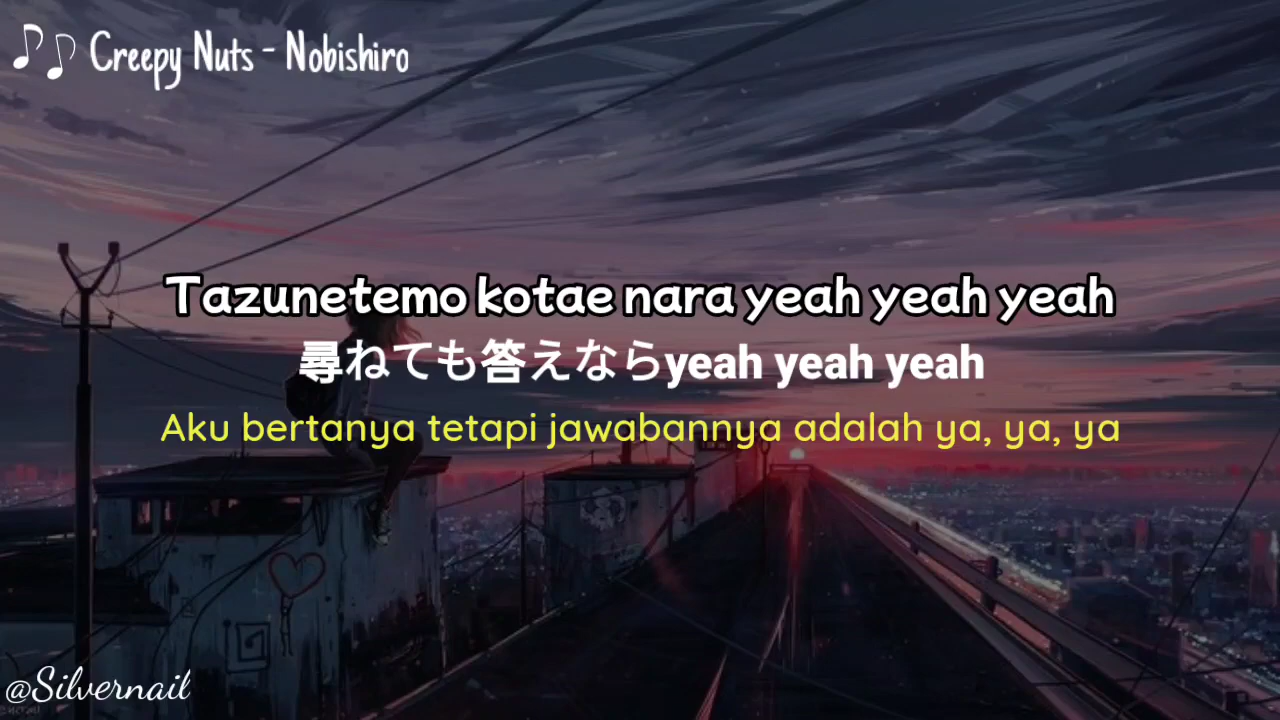 Creepy Nuts - Nobishiro
Tazunetemo kotae nara yeah yeah yeah
尋ねても答えならyeah yeah yeah
Aku bertanya tetapi jawabannya adalah ya, ya, ya
@Silvernail